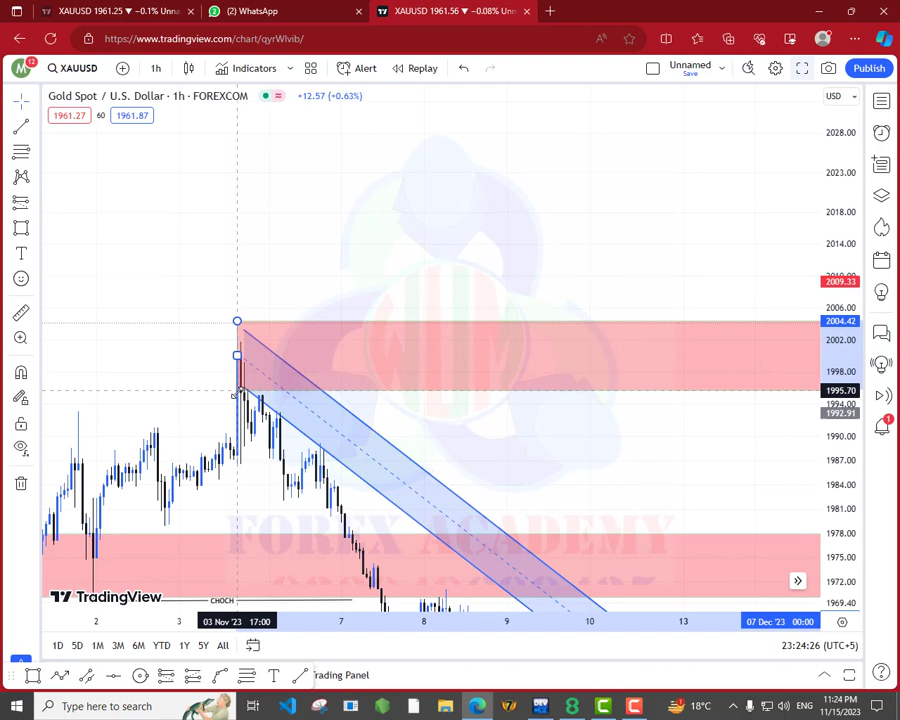 XAUUSD 1961.25 ▼ −0.1% Unna
(2) WhatsApp
XAUUSD 1961.56 ▼ −0.08% Unn
https://www.tradingview.com/chart/qyrWlvib/
M 12
XAUUSD
1h
Indicators
Alert
Replay
Unnamed
Save
Publish
Gold Spot / U.S. Dollar · 1h · FOREXCOM
+12.57 (+0.63%)
USD
1961.27
60
1961.87
2028.00
2023.00
2018.00
2014.00
2009.33
2006.00
2004.42
2002.00
1998.00
1995.70
1994.00
1992.91
1990.00
1987.00
1984.00
1981.00
1978.00
1975.00
1972.00
1969.40
FOREX ACADEMY
TradingView
CHOCH
2
3
03 Nov '23 17:00
7
8
9
10
13
07 Dec '23 00:00
1D
5D
1M
3M
6M
YTD
1Y
5Y
All
23:24:26 (UTC+5)
Trading Panel
Type here to search
18°C
ENG
11:24 PM
11/15/2023
1